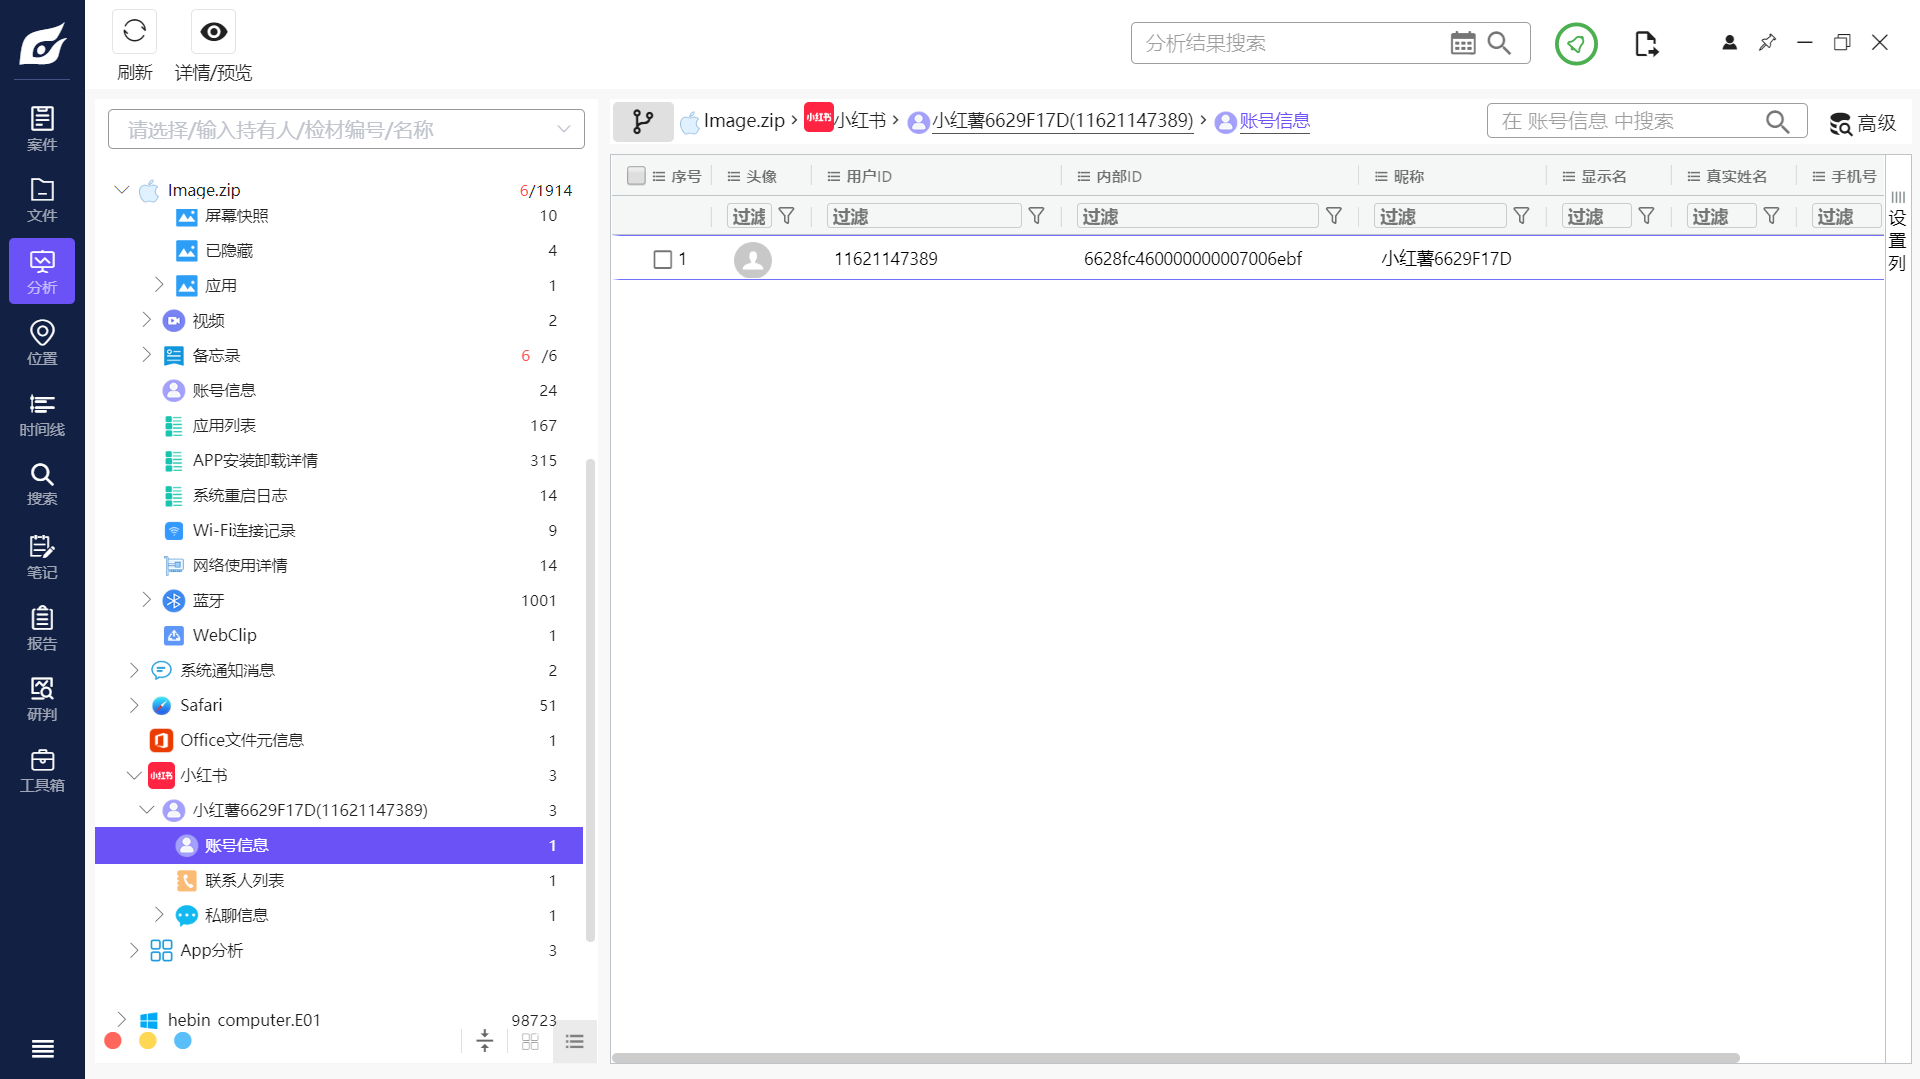 刷新
详情/预览
分析结果搜索
案件
文件
分析
位置
时间线
搜索
笔记
报告
研判
工具箱
请选择/输入持有人/检材编号/名称
Image.zip 6/1914
屏幕快照 10
已隐藏 4
应用 1
视频 2
备忘录 6 /6
账号信息 24
应用列表 167
APP安装卸载详情 315
系统重启日志 14
Wi-Fi连接记录 9
网络使用详情 14
蓝牙 1001
WebClip 1
系统通知消息 2
Safari 51
Office文件元信息 1
小红书 小红书 3
小红薯6629F17D(11621147389) 3
账号信息 1
联系人列表 1
私聊信息 1
App分析 3
hebin computer.E01 98723
Image.zip › 小红书 小红书 › 小红薯6629F17D(11621147389) › 账号信息
在 账号信息 中搜索
高级
序号 头像 用户ID 内部ID 昵称 显示名 真实姓名 手机号
过滤 过滤 过滤 过滤 过滤 过滤 过滤
1 11621147389 6628fc460000000007006ebf 小红薯6629F17D
设置列